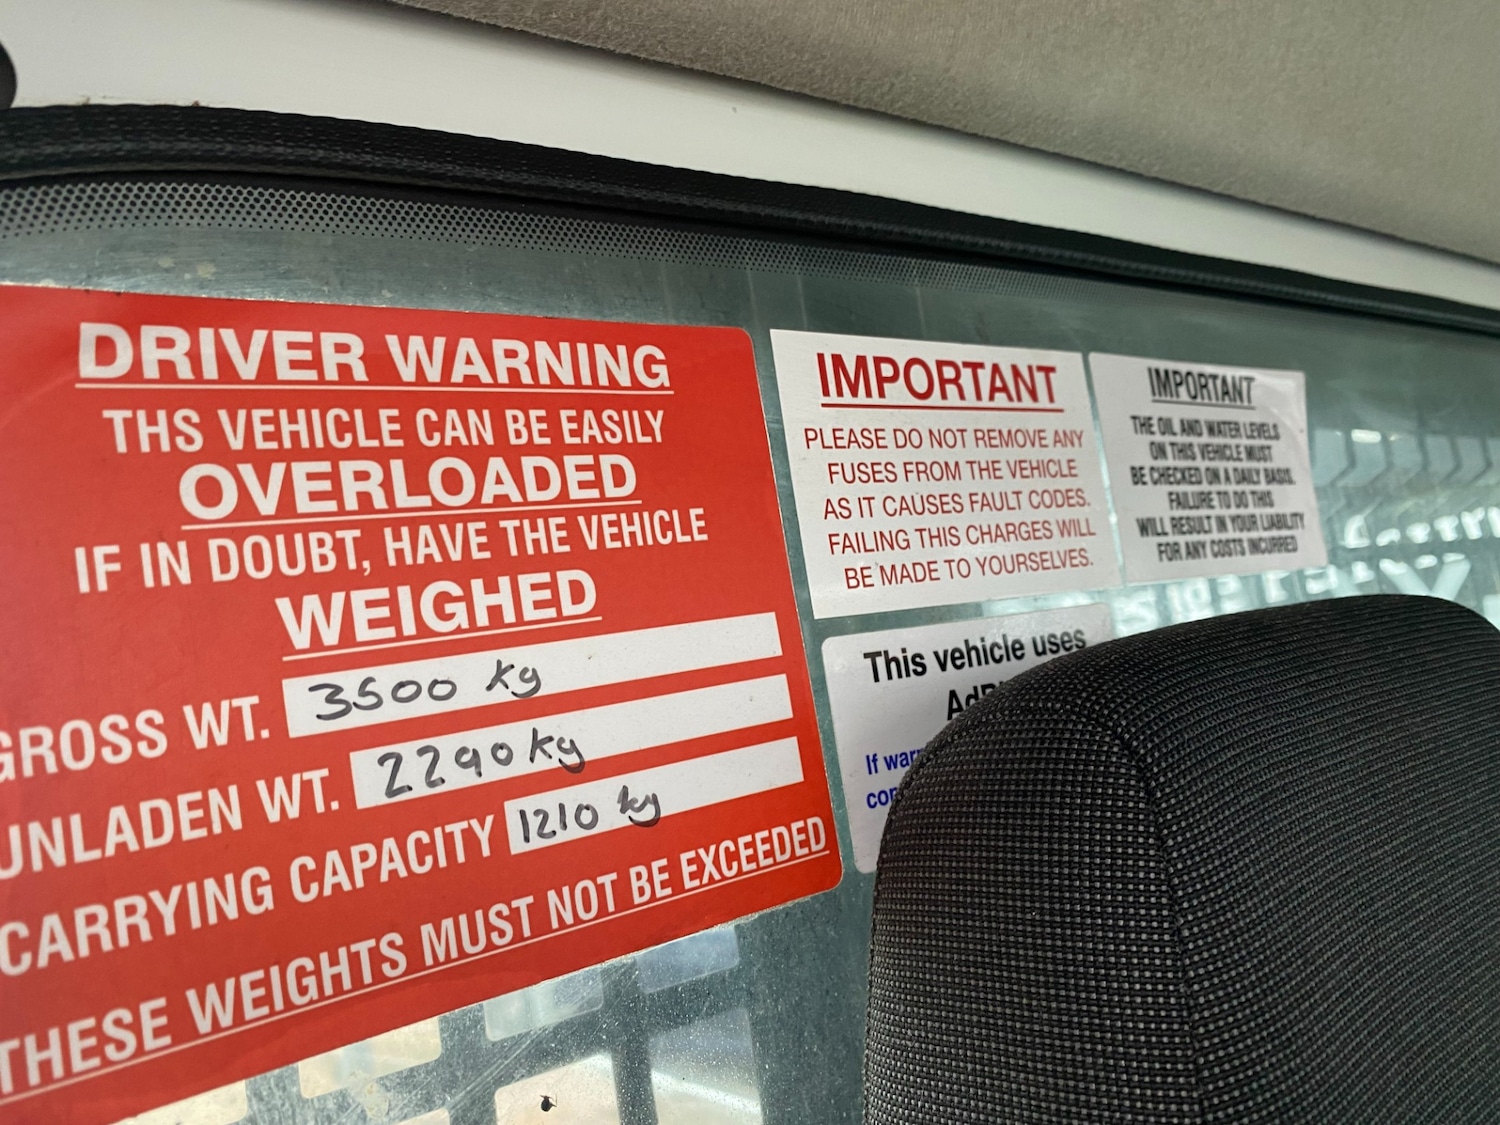 DRIVER WARNING
THS VEHICLE CAN BE EASILY
OVERLOADED
IF IN DOUBT, HAVE THE VEHICLE
WEIGHED
GROSS WT. 3500 kg
UNLADEN WT. 2290 kg
CARRYING CAPACITY 1210 kg
THESE WEIGHTS MUST NOT BE EXCEEDED
IMPORTANT
PLEASE DO NOT REMOVE ANY
FUSES FROM THE VEHICLE
AS IT CAUSES FAULT CODES.
FAILING THIS CHARGES WILL
BE MADE TO YOURSELVES.
IMPORTANT
THE OIL AND WATER LEVELS
ON THIS VEHICLE MUST
BE CHECKED ON A DAILY BASIS.
FAILURE TO DO THIS
WILL RESULT IN YOUR LIABILITY
FOR ANY COSTS INCURRED
This vehicle uses
If